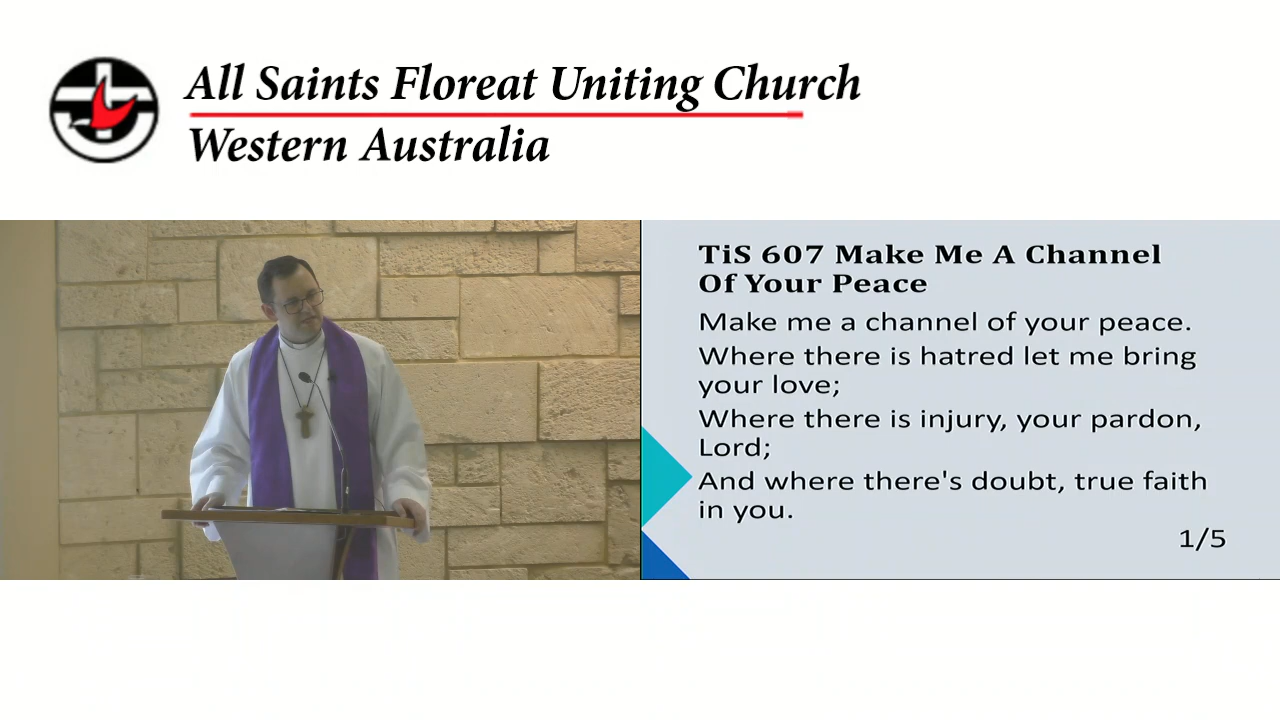 All Saints Floreat Uniting Church
Western Australia
TiS 607 Make Me A Channel
Of Your Peace
Make me a channel of your peace.
Where there is hatred let me bring
your love;
Where there is injury, your pardon,
Lord;
And where there's doubt, true faith
in you.
1/5